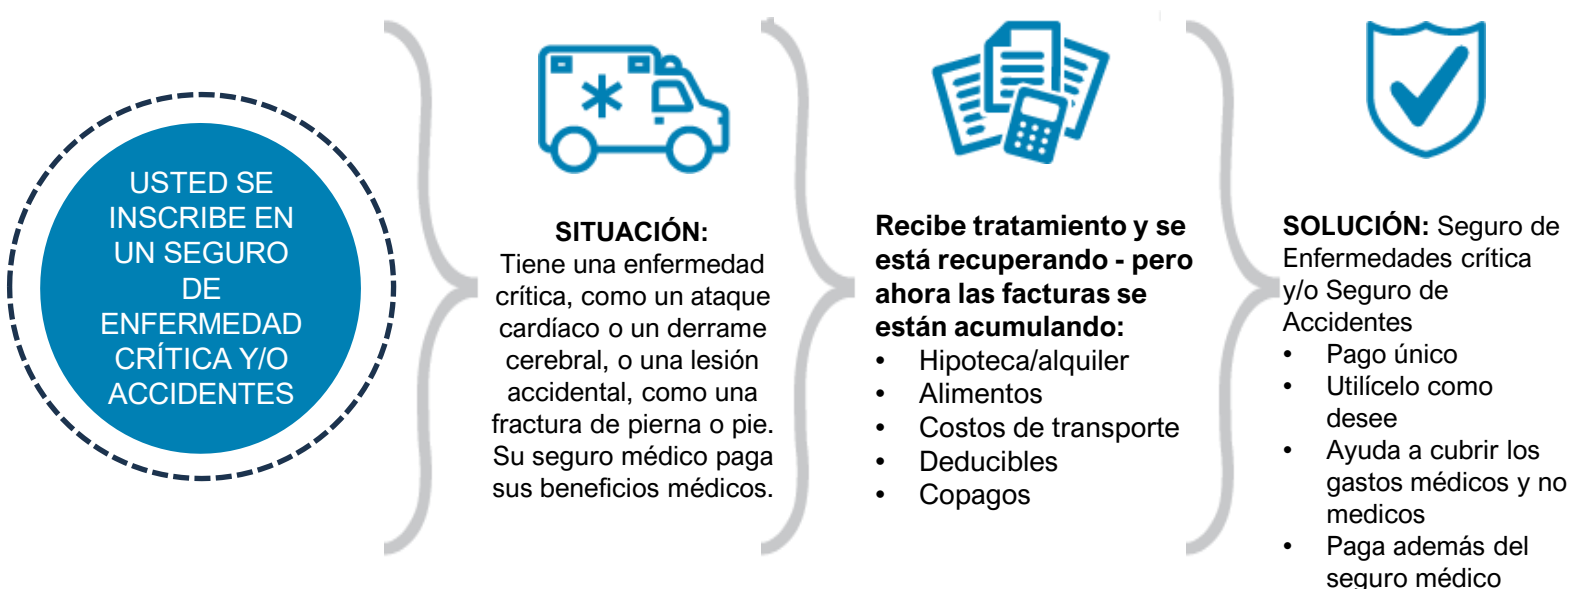 USTED SE
INSCRIBE EN
UN SEGURO
DE
ENFERMEDAD
CRÍTICA Y/O
ACCIDENTES
SITUACIÓN:
Tiene una enfermedad
crítica, como un ataque
cardíaco o un derrame
cerebral, o una lesión
accidental, como una
fractura de pierna o pie.
Su seguro médico paga
sus beneficios médicos.
Recibe tratamiento y se
está recuperando - pero
ahora las facturas se
están acumulando:
• Hipoteca/alquiler
• Alimentos
• Costos de transporte
• Deducibles
• Copagos
SOLUCIÓN: Seguro de
Enfermedades crítica
y/o Seguro de
Accidentes
• Pago único
• Utilícelo como
desee
• Ayuda a cubrir los
gastos médicos y no
medicos
• Paga además del
seguro médico